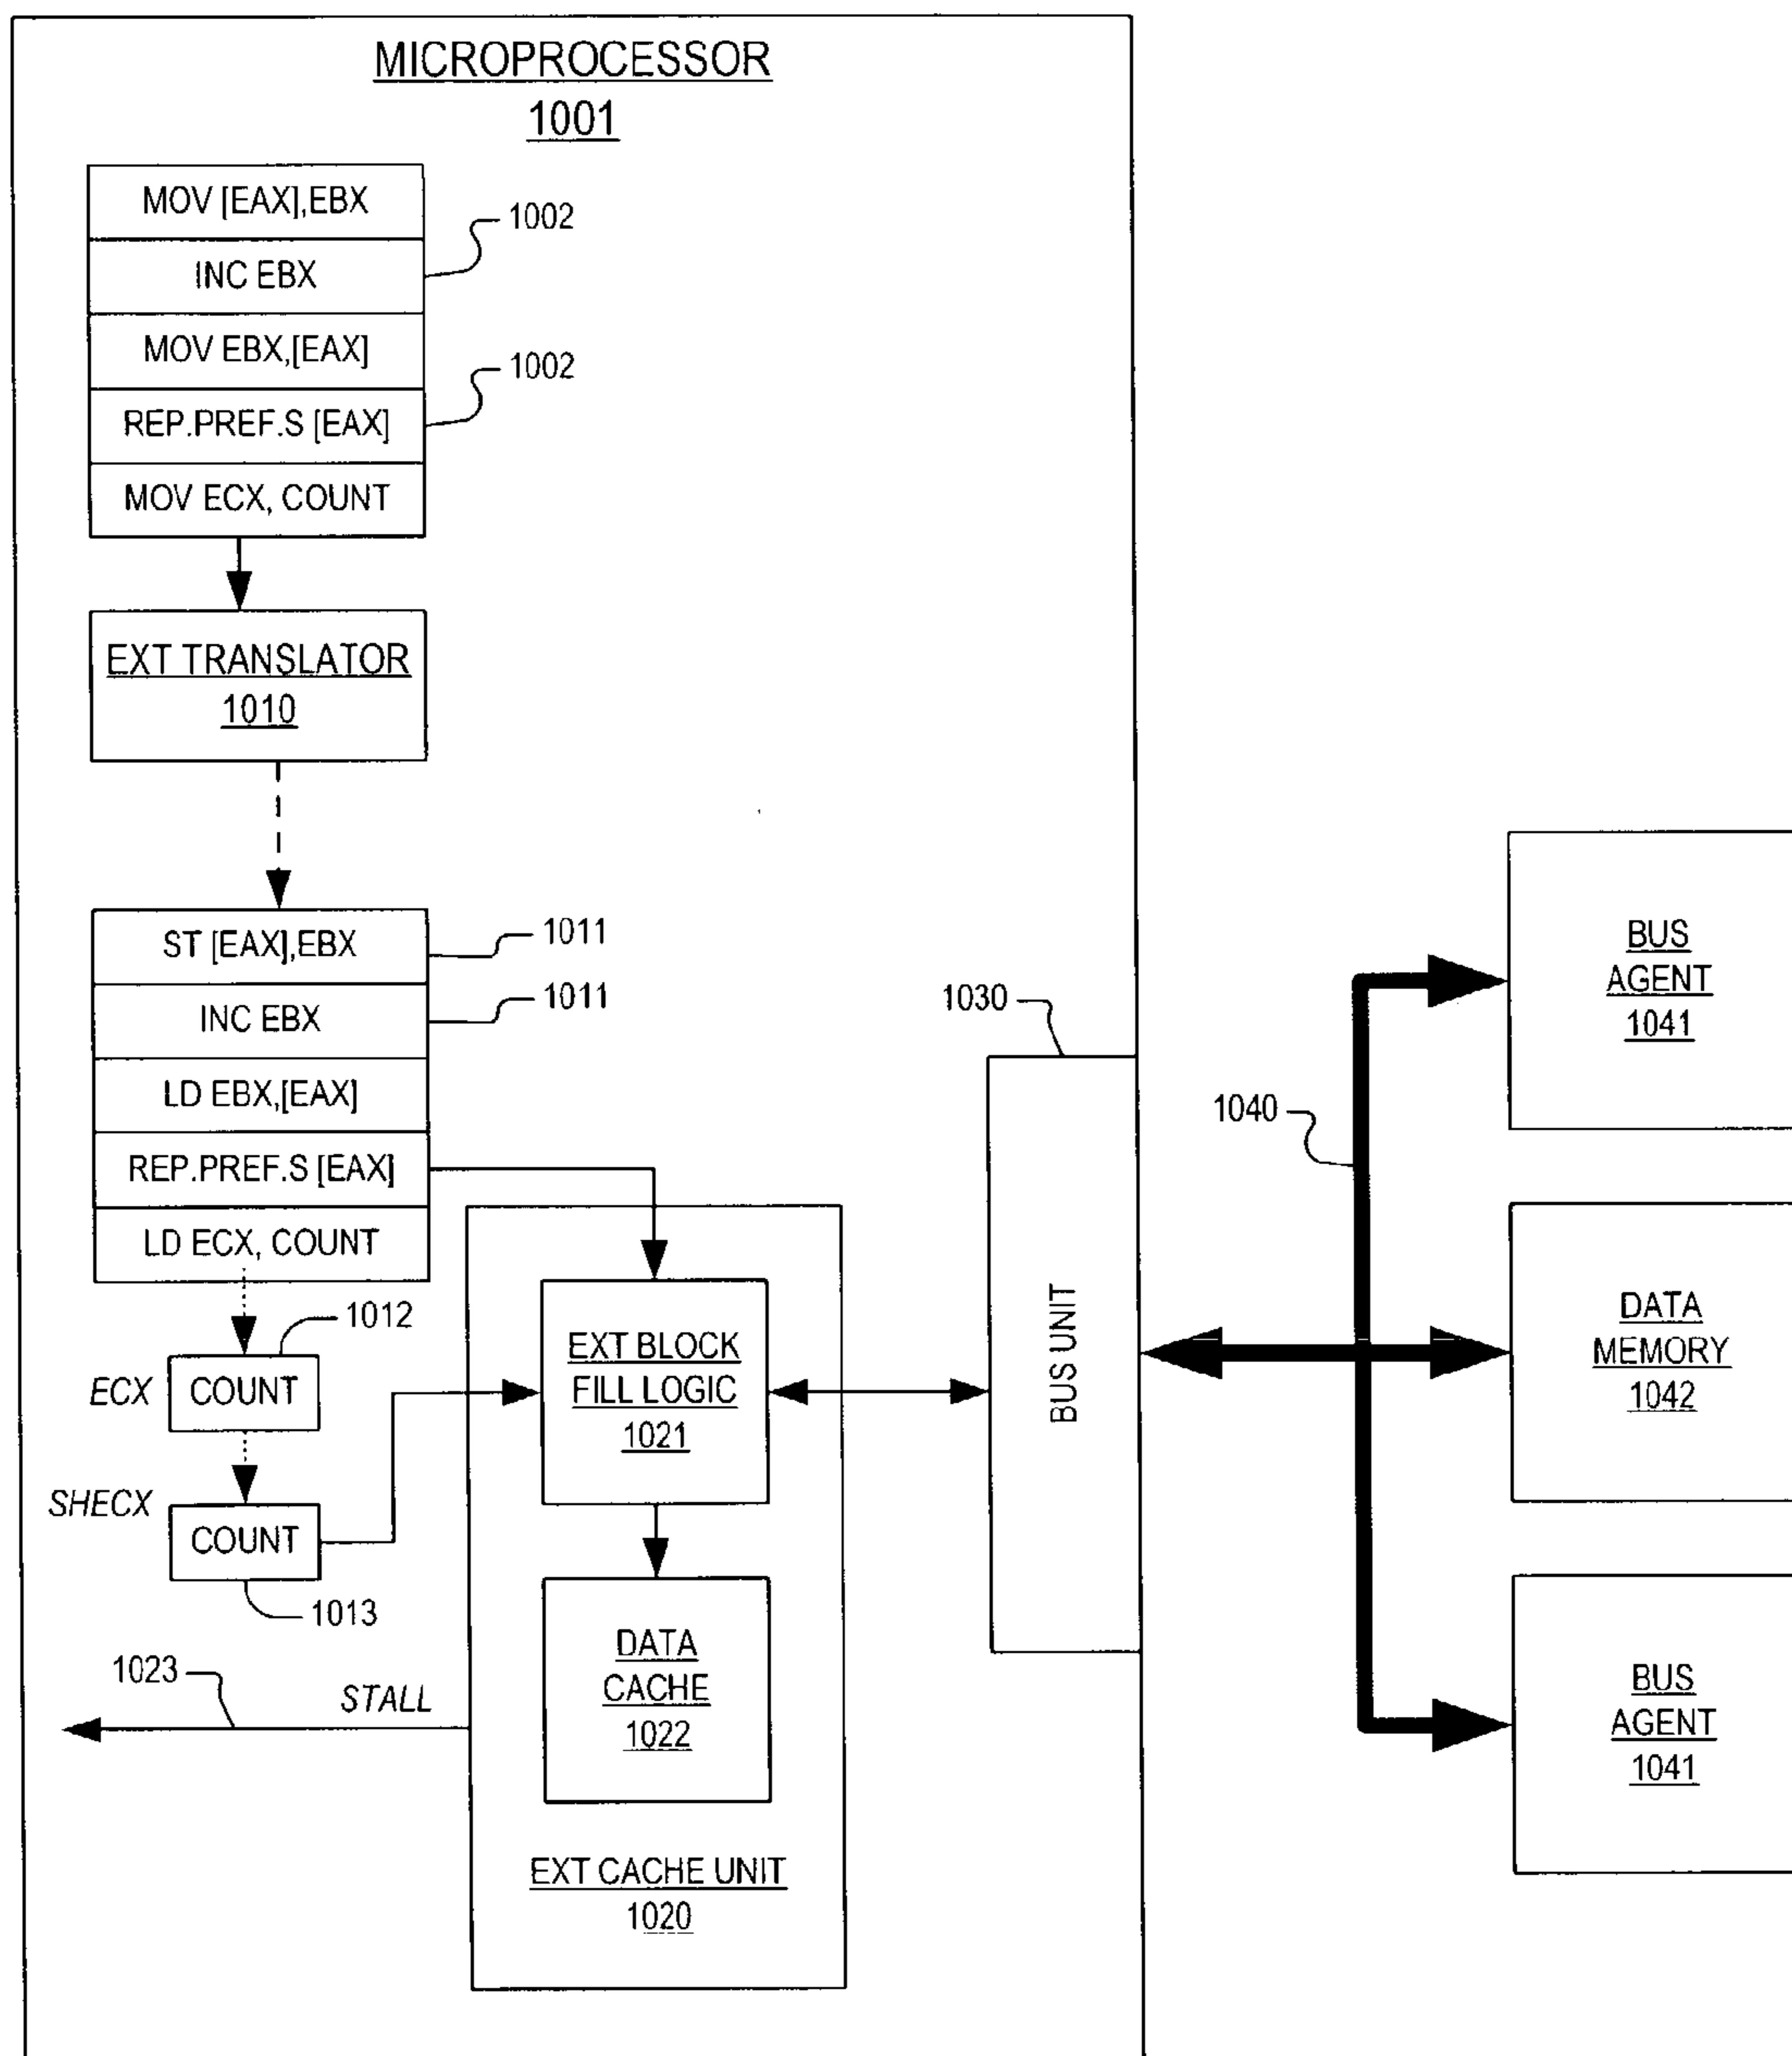 MICROPROCESSOR
1001
MOV [EAX],EBX
1002
INC EBX
MOV EBX,[EAX]
1002
REP.PREF.S [EAX]
MOV ECX, COUNT
EXT TRANSLATOR
1010
ST [EAX],EBX
1011
INC EBX
1011
LD EBX,[EAX]
REP.PREF.S [EAX]
LD ECX, COUNT
1012
ECX
COUNT
SHECX
COUNT
1013
1023
STALL
EXT BLOCK
FILL LOGIC
1021
DATA
CACHE
1022
EXT CACHE UNIT
1020
1030
BUS UNIT
1040
BUS
AGENT
1041
DATA
MEMORY
1042
BUS
AGENT
1041